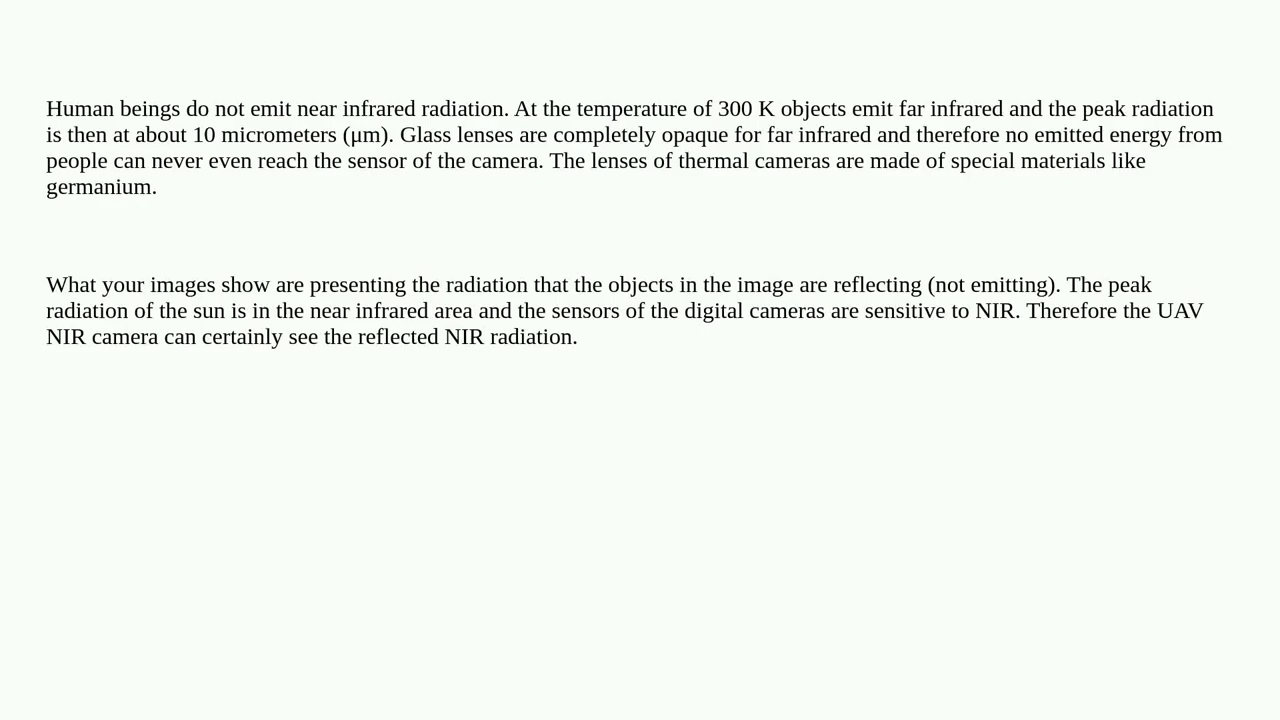 Human beings do not emit near infrared radiation. At the temperature of 300 K objects emit far infrared and the peak radiation
is then at about 10 micrometers (μm). Glass lenses are completely opaque for far infrared and therefore no emitted energy from
people can never even reach the sensor of the camera. The lenses of thermal cameras are made of special materials like
germanium.
What your images show are presenting the radiation that the objects in the image are reflecting (not emitting). The peak
radiation of the sun is in the near infrared area and the sensors of the digital cameras are sensitive to NIR. Therefore the UAV
NIR camera can certainly see the reflected NIR radiation.